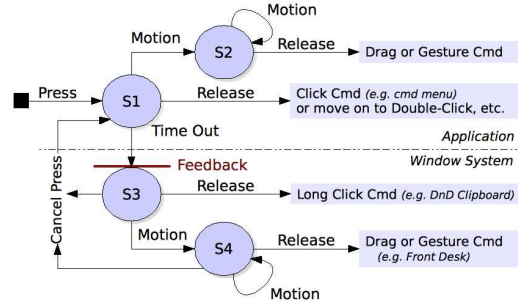 Motion
Motion
S2
Release
Drag or Gesture Cmd
Press
S1
Release
Click Cmd (e.g. cmd menu)
or move on to Double-Click, etc.
Time Out
Application
Window System
Feedback
Cancel Press
S3
Release
Long Click Cmd (e.g. DnD Clipboard)
Motion
S4
Release
Drag or Gesture Cmd
(e.g. Front Desk)
Motion